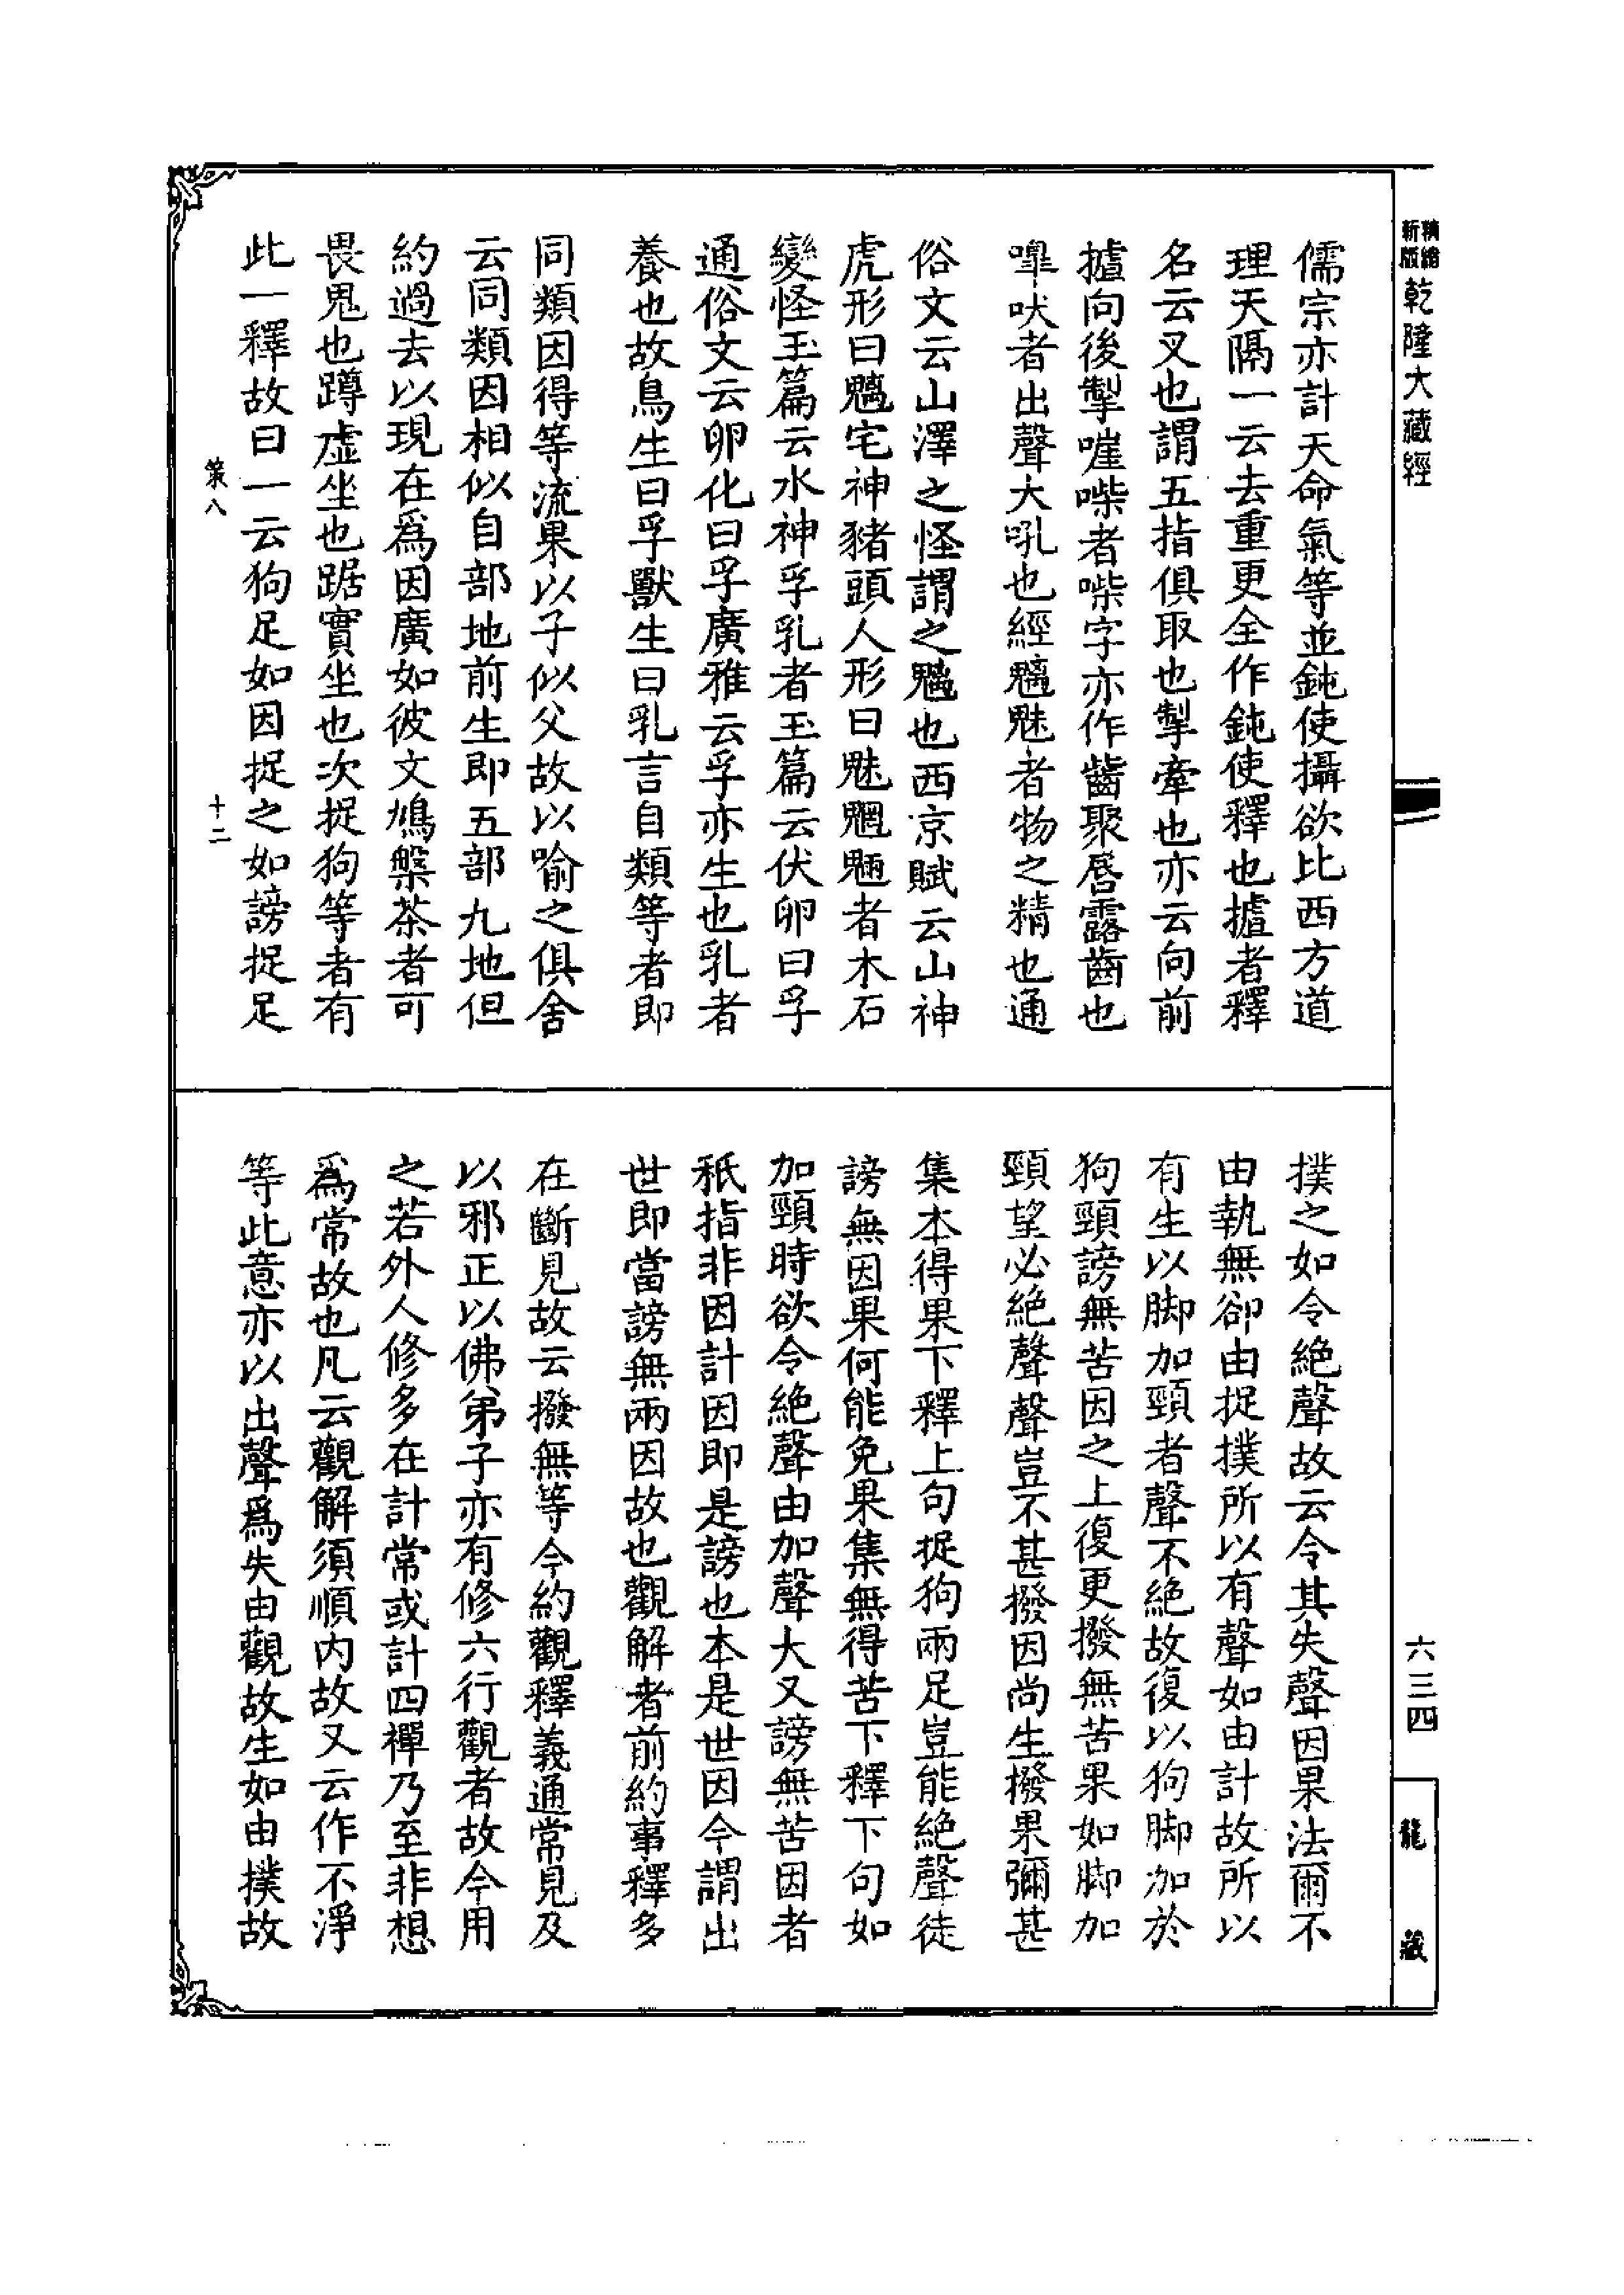 精繪
新版
乾隆大藏經
六三四
龍藏
儒宗亦計天命氣等並鈍使攝欲比西方道
理天隔一云去重更全作鈍使釋也摣者釋
名云叉也謂五指俱取也掣牽也亦云向前
摣向後掣嘊喍者喍字亦作齜聚唇露齒也
嘷吠者出聲大吼也經魑魅者物之精也通
俗文云山澤之怪謂之魑也西京賦云山神
虎形曰魑宅神豬頭人形曰魅魍魎者木石
變怪玉篇云水神孚乳者玉篇云伏卵曰孚
通俗文云卵化曰孚廣雅云孚亦生也乳者
養也故鳥生曰孚獸生曰乳言自類等者即
同類因得等流果以子似父故以喻之俱舍
云同類因相似自部地前生即五部九地但
約過去以現在為因廣如彼文鳩槃茶者可
畏鬼也蹲虛坐也踞實坐也次捉狗等者有
此一釋故曰一云狗足如因捉之如謗捉足
策八
十二
撲之如令絕聲故云令其失聲因果法爾不
由執無卻由捉撲所以有聲如由計故所以
有生以脚加頸者聲不絕故復以狗脚加於
狗頸謗無苦因之上復更撥無苦果如脚加
頸望必絕聲聲豈不甚撥因尚生撥果彌甚
集本得果下釋上句捉狗兩足豈能絕聲徒
謗無因果何能免果集無得苦下釋下句如
加頸時欲令絕聲由加聲大又謗無苦因者
秖指非因計因即是謗也本是世因今謂出
世即當謗無兩因故也觀解者前約事釋多
在斷見故云撥無等今約觀釋義通常見及
以邪正以佛弟子亦有修六行觀者故今用
之若外人修多在計常或計四禪乃至非想
爲常故也凡云觀解須順內故又云作不淨
等此意亦以出聲爲失由觀故生如由撲故